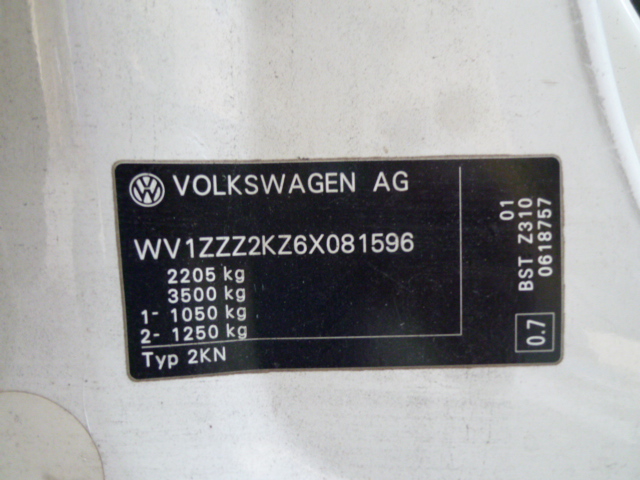 VOLKSWAGEN AG
WV1ZZZ2KZ6X081596
2205 kg
3500 kg
1- 1050 kg
2- 1250 kg
Typ 2KN
01
BST Z310
0618757
0.7